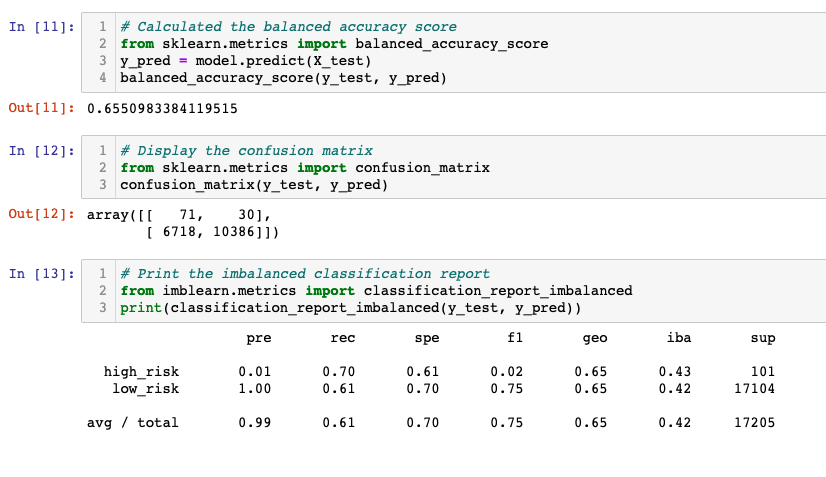 In [11]: 1 # Calculated the balanced accuracy score
2 from sklearn.metrics import balanced_accuracy_score
3 y_pred = model.predict(X_test)
4 balanced_accuracy_score(y_test, y_pred)
Out[11]: 0.6550983384119515
In [12]: 1 # Display the confusion matrix
2 from sklearn.metrics import confusion_matrix
3 confusion_matrix(y_test, y_pred)
Out[12]: array([[   71,    30],
       [ 6718, 10386]])
In [13]: 1 # Print the imbalanced classification report
2 from imblearn.metrics import classification_report_imbalanced
3 print(classification_report_imbalanced(y_test, y_pred))
pre rec spe f1 geo iba sup
high_risk 0.01 0.70 0.61 0.02 0.65 0.43 101
low_risk 1.00 0.61 0.70 0.75 0.65 0.42 17104
avg / total 0.99 0.61 0.70 0.75 0.65 0.42 17205